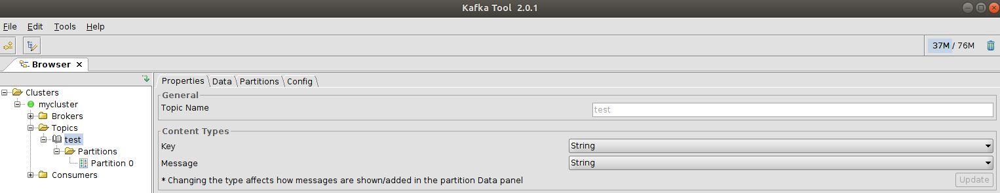 Kafka Tool 2.0.1
File Edit Tools Help
37M / 76M
Browser
Properties Data Partitions Config
Clusters
mycluster
Brokers
Topics
test
Partitions
Partition 0
Consumers
General
Topic Name test
Content Types
Key String
Message String
* Changing the type affects how messages are shown/added in the partition Data panel Update